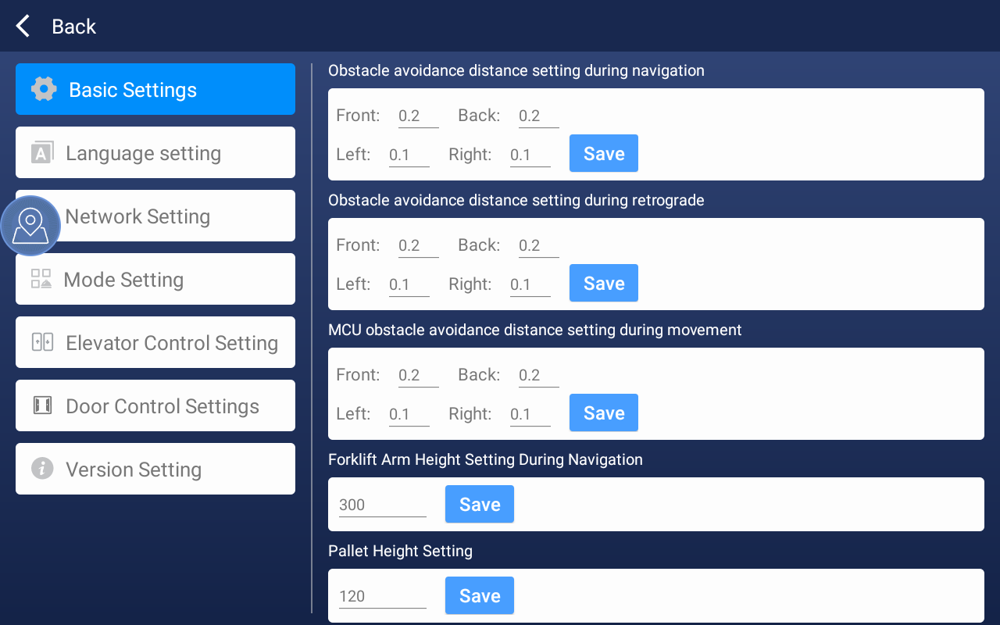 Back
Basic Settings
Language setting
Network Setting
Mode Setting
Elevator Control Setting
Door Control Settings
Version Setting
Obstacle avoidance distance setting during navigation
Front: 0.2 Back: 0.2
Left: 0.1 Right: 0.1 Save
Obstacle avoidance distance setting during retrograde
Front: 0.2 Back: 0.2
Left: 0.1 Right: 0.1 Save
MCU obstacle avoidance distance setting during movement
Front: 0.2 Back: 0.2
Left: 0.1 Right: 0.1 Save
Forklift Arm Height Setting During Navigation
300 Save
Pallet Height Setting
120 Save